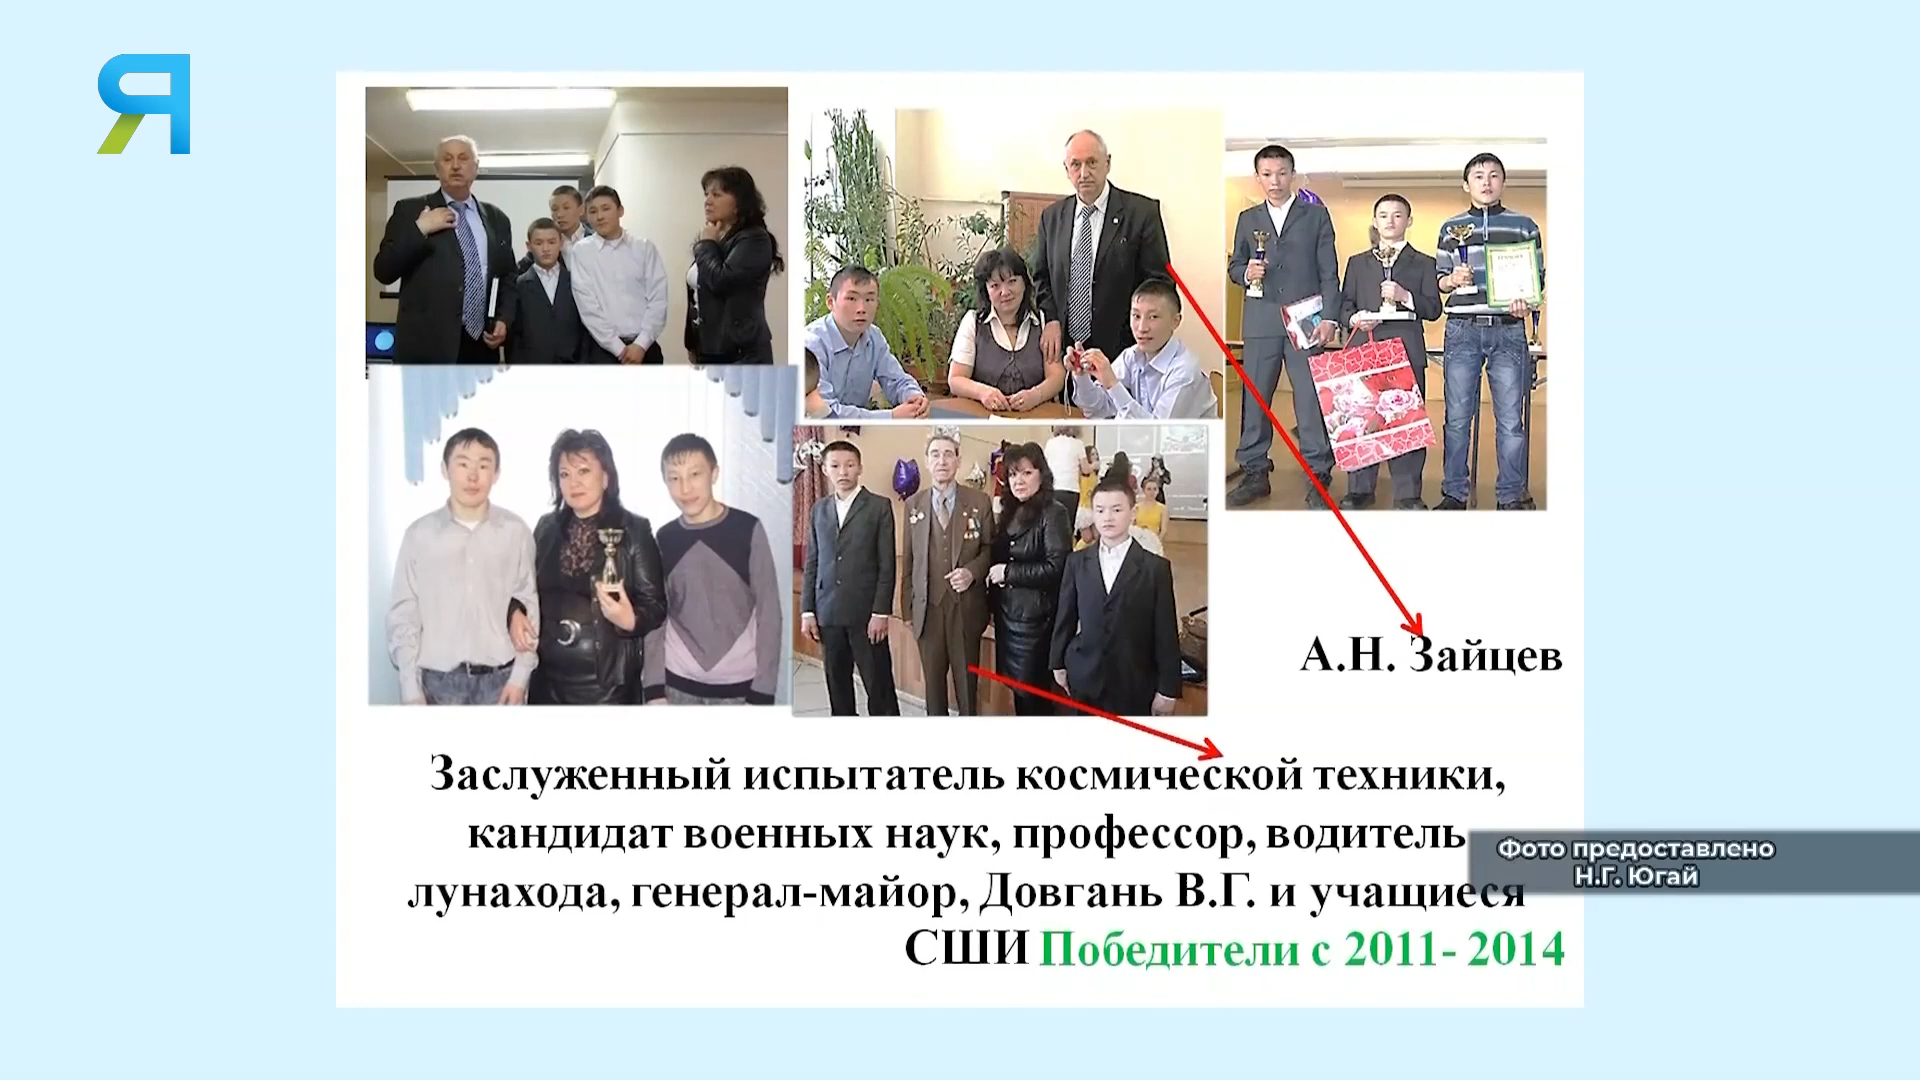 Я
А.Н. Зайцев
Заслуженный испытатель космической техники,
кандидат военных наук, профессор, водитель
лунахода, генерал-майор, Довгань В.Г. и учащиеся
СШИ Победители с 2011- 2014
Фото предоставлено
Н.Г. Югай